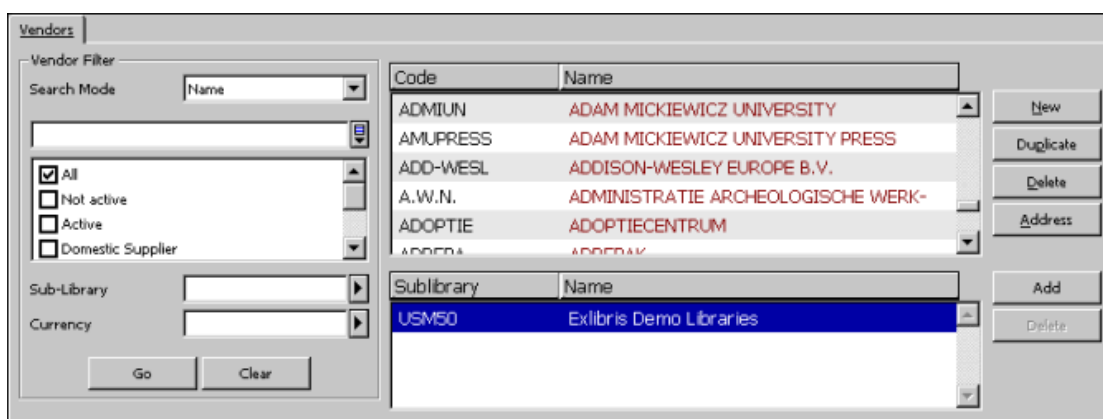 Vendors
Vendor Filter
Search Mode
Name
All
Not active
Active
Domestic Supplier
Sub-Library
Currency
Go
Clear
Code Name
ADMIUN ADAM MICKIEWICZ UNIVERSITY
AMUPRESS ADAM MICKIEWICZ UNIVERSITY PRESS
ADD-WESL ADDISON-WESLEY EUROPE B.V.
A.W.N. ADMINISTRATIE ARCHEOLOGISCHE WERK-
ADOPTIE ADOPTIECENTRUM
Sublibrary Name
USM50 Exlibris Demo Libraries
New
Duplicate
Delete
Address
Add
Delete